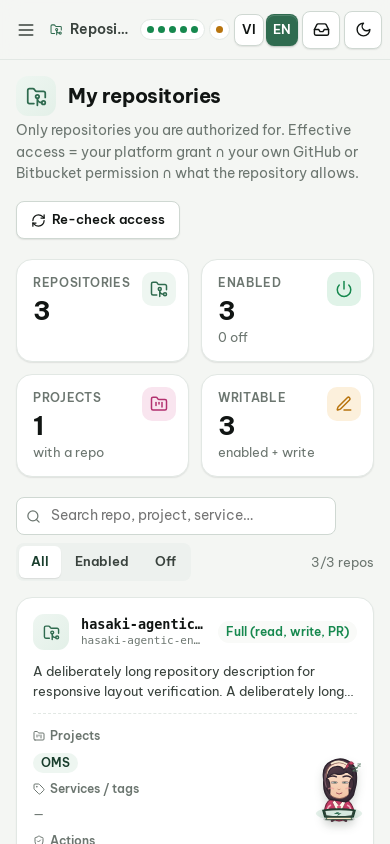 Reposi...
VI
EN
My repositories
Only repositories you are authorized for. Effective
access = your platform grant ∩ your own GitHub or
Bitbucket permission ∩ what the repository allows.
Re-check access
REPOSITORIES
3
ENABLED
3
0 off
PROJECTS
1
with a repo
WRITABLE
3
enabled + write
Search repo, project, service...
All
Enabled
Off
3/3 repos
hasaki-agentic…
hasaki-agentic-en…
Full (read, write, PR)
A deliberately long repository description for
responsive layout verification. A deliberately long…
Projects
OMS
Services / tags
—
Actions